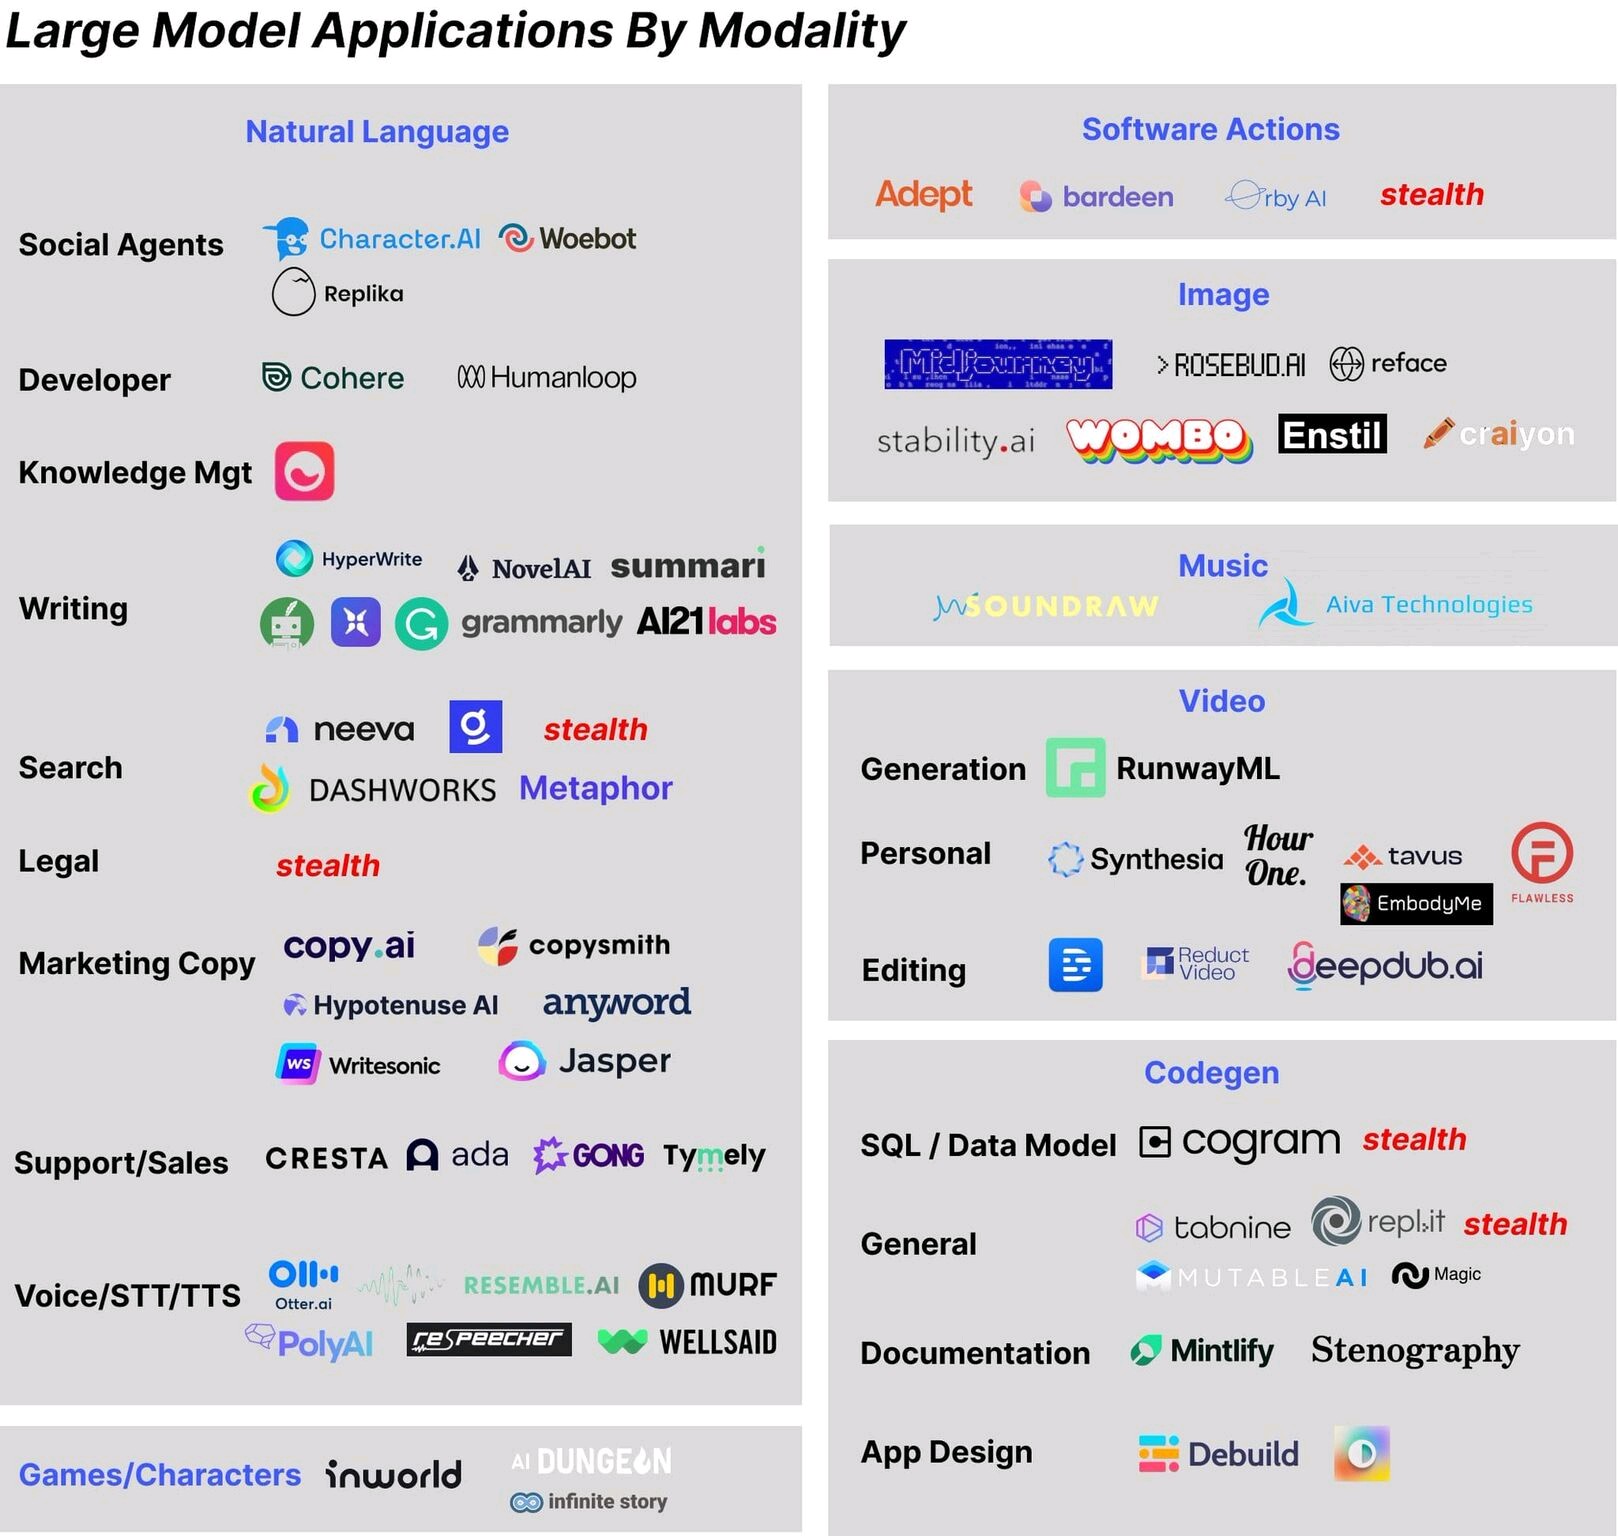 Large Model Applications By Modality
Natural Language
Social Agents
Character.AI
Woebot
Replika
Developer
Cohere
Humanloop
Knowledge Mgt
Writing
HyperWrite
NovelAI
summari
grammarly
AI21labs
Search
neeva
stealth
DASHWORKS
Metaphor
Legal
stealth
Marketing Copy
copy.ai
copysmith
Hypotenuse AI
anyword
WS
Writesonic
Jasper
Support/Sales
CRESTA
ada
GONG
Tymely
Voice/STT/TTS
Otter.ai
RESEMBLE.AI
MURF
PolyAI
reSPEECHER
WELLSAID
Games/Characters
inworld
AI DUNGEON
infinite story
Software Actions
Adept
bardeen
Orby AI
stealth
Image
Midjourney
>ROSEBUD.AI
reface
stability.ai
WOMBO
Enstil
craiyon
Music
SOUNDRAW
Aiva Technologies
Video
Generation
RunwayML
Personal
Synthesia
Hour
One.
tavus
FLAWLESS
EmbodyMe
Editing
Reduct
Video
deepdub.ai
Codegen
SQL / Data Model
cogram
stealth
General
tabnine
repl.it
stealth
MUTABLEAI
Magic
Documentation
Mintlify
Stenography
App Design
Debuild